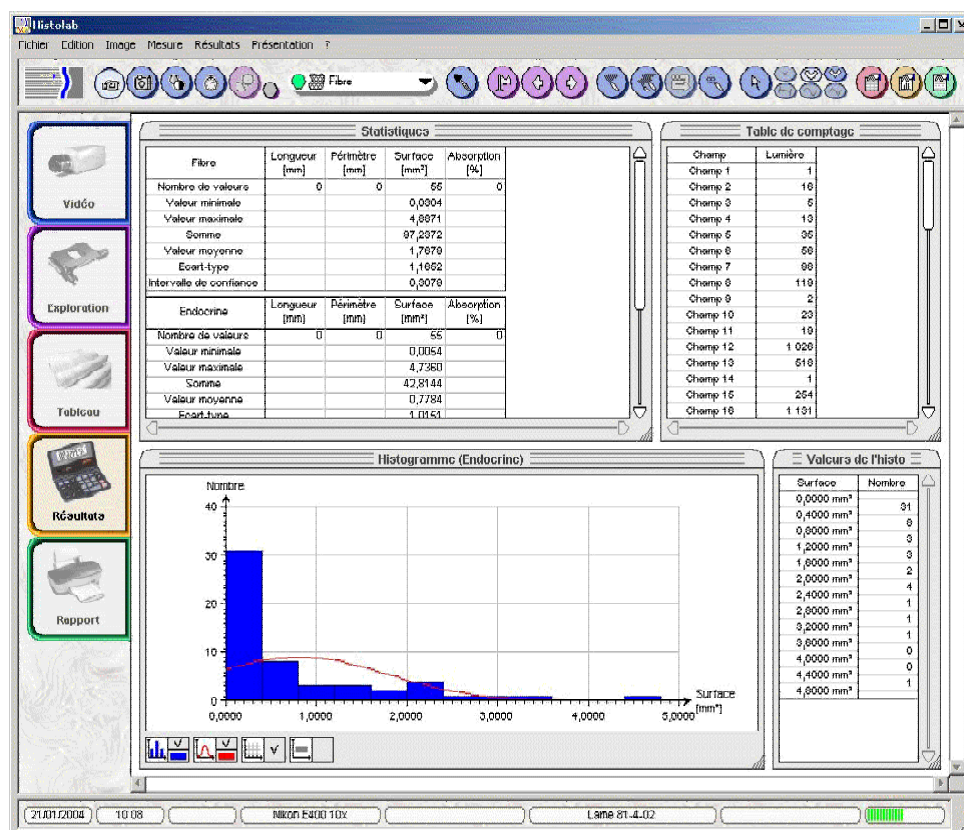 Histolab
Fichier Edition Image Mesure Résultats Présentation ?
Fibre
Vidéo
Exploration
Tableau
Résultats
Rapport
Statistiques
Fibre Longueur [mm] Périmètre [mm] Surface [mm²] Absorption [%]
Nombre de valeurs 0 0 55 0
Valeur minimale 0,0304
Valeur maximale 4,8871
Somme 97,2372
Valeur moyenne 1,7679
Ecart-type 1,1652
Intervalle de confiance 0,3079
Endocrine Longueur [mm] Périmètre [mm] Surface [mm²] Absorption [%]
Nombre de valeurs 0 0 55 0
Valeur minimale 0,0054
Valeur maximale 4,7360
Somme 42,8144
Valeur moyenne 0,7784
Ecart-type 1,0151
Table de comptage
Champ Lumière
Champ 1 1
Champ 2 16
Champ 3 5
Champ 4 13
Champ 5 35
Champ 6
Champ 7
Champ 8
Champ 9 2
Champ 10 23
Champ 11
Champ 12
Champ 13
Champ 14 1
Champ 15 254
Champ 16 1 131
Histogramme (Endocrine)
Nombre
40
30
20
10
0
0,0000 1,0000 2,0000 3,0000 4,0000 5,0000
Surface
[mm²]
Valeurs de l'histo
Surface Nombre
0,0000 mm²
31
0,4000 mm²
8
0,8000 mm²
3
1,2000 mm²
3
1,6000 mm²
2
2,0000 mm²
4
2,4000 mm²
1
2,8000 mm²
1
3,2000 mm²
1
3,6000 mm²
0
4,0000 mm²
0
4,4000 mm²
1
4,8000 mm²
21/01/2004 10:08 Nikon E400 10x Lame 81-4-02